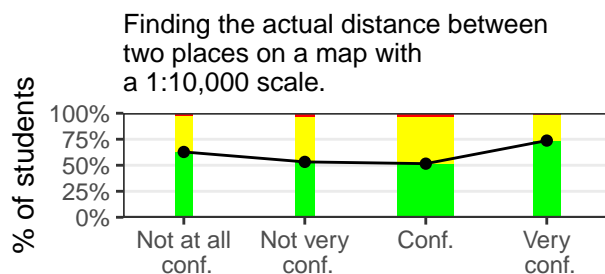 Finding the actual distance between
two places on a map with
a 1:10,000 scale.
% of students
100%
75%
50%
25%
0%
Not at all
conf.
Not very
conf.
Conf.
Very
conf.